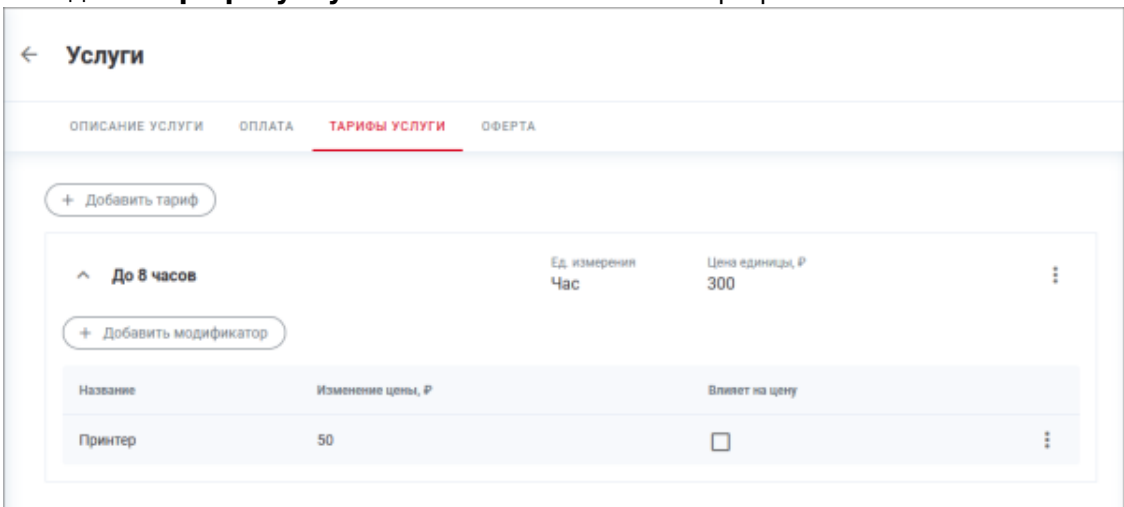 Услуги
ОПИСАНИЕ УСЛУГИ ОПЛАТА ТАРИФЫ УСЛУГИ ОФЕРТА
+ Добавить тариф
До 8 часов
Ед. измерения Цена единицы, ₽
Час 300
+ Добавить модификатор
Название Изменение цены, ₽ Влияет на цену
Принтер 50